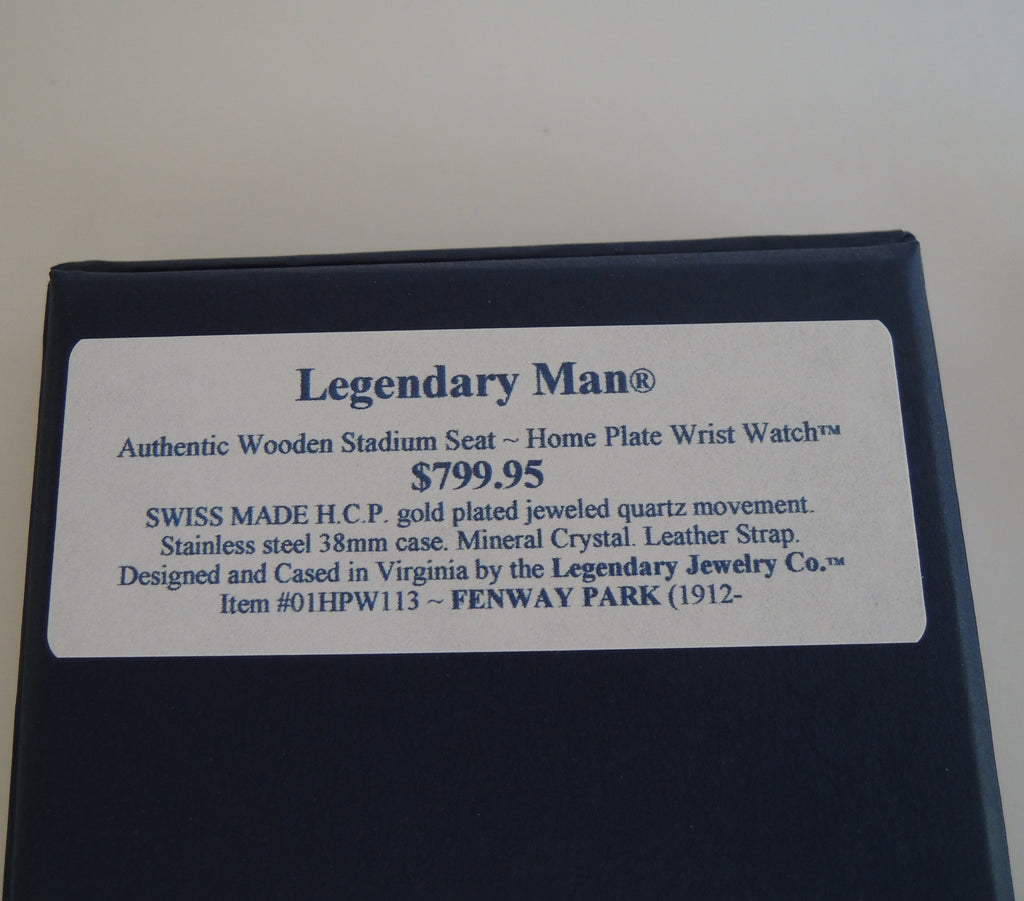 Legendary Man®
Authentic Wooden Stadium Seat ~ Home Plate Wrist Watch™
$799.95
SWISS MADE H.C.P. gold plated jeweled quartz movement.
Stainless steel 38mm case. Mineral Crystal. Leather Strap.
Designed and Cased in Virginia by the Legendary Jewelry Co.™
Item #01HPW113 ~ FENWAY PARK (1912-